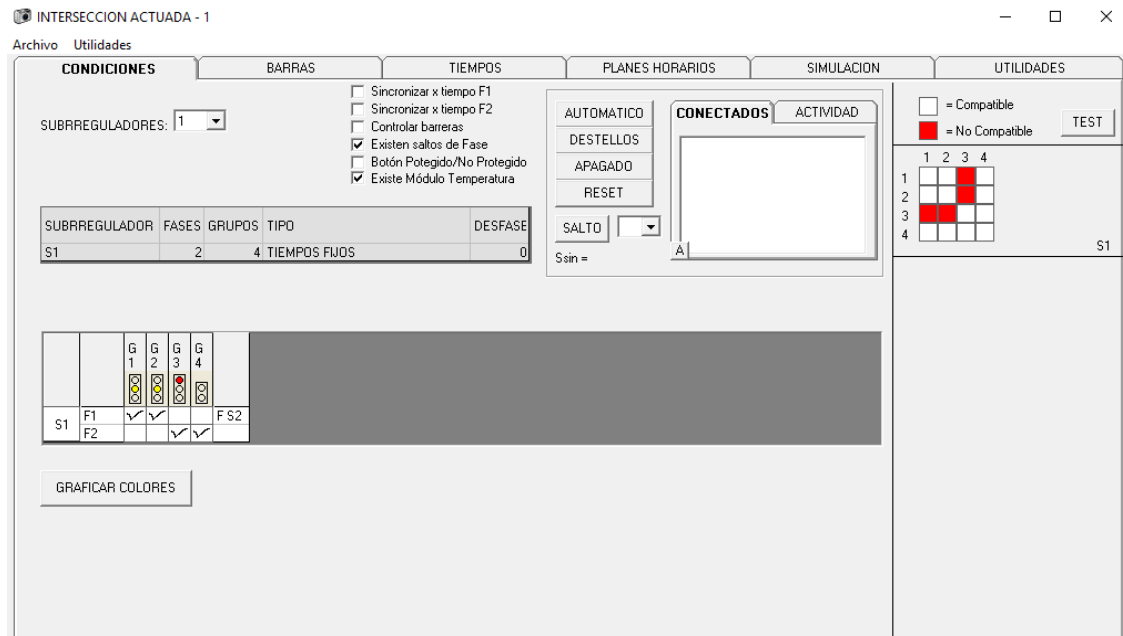 INTERSECCION ACTUADA - 1
Archivo Utilidades
CONDICIONES BARRAS TIEMPOS PLANES HORARIOS SIMULACION UTILIDADES
SUBRREGULADORES: 1
Sincronizar x tiempo F1
Sincronizar x tiempo F2
Controlar barreras
Existen saltos de Fase
Botón Potegido/No Protegido
Existe Módulo Temperatura
AUTOMATICO
DESTELLOS
APAGADO
RESET
SALTO
Ssin =
CONECTADOS ACTIVIDAD
A
= Compatible
= No Compatible
TEST
1 2 3 4
1
2
3
4
S1
SUBRREGULADOR FASES GRUPOS TIPO DESFASE
S1 2 4 TIEMPOS FIJOS 0
G G G G
1 2 3 4
S1
F1 F S2
F2
GRAFICAR COLORES